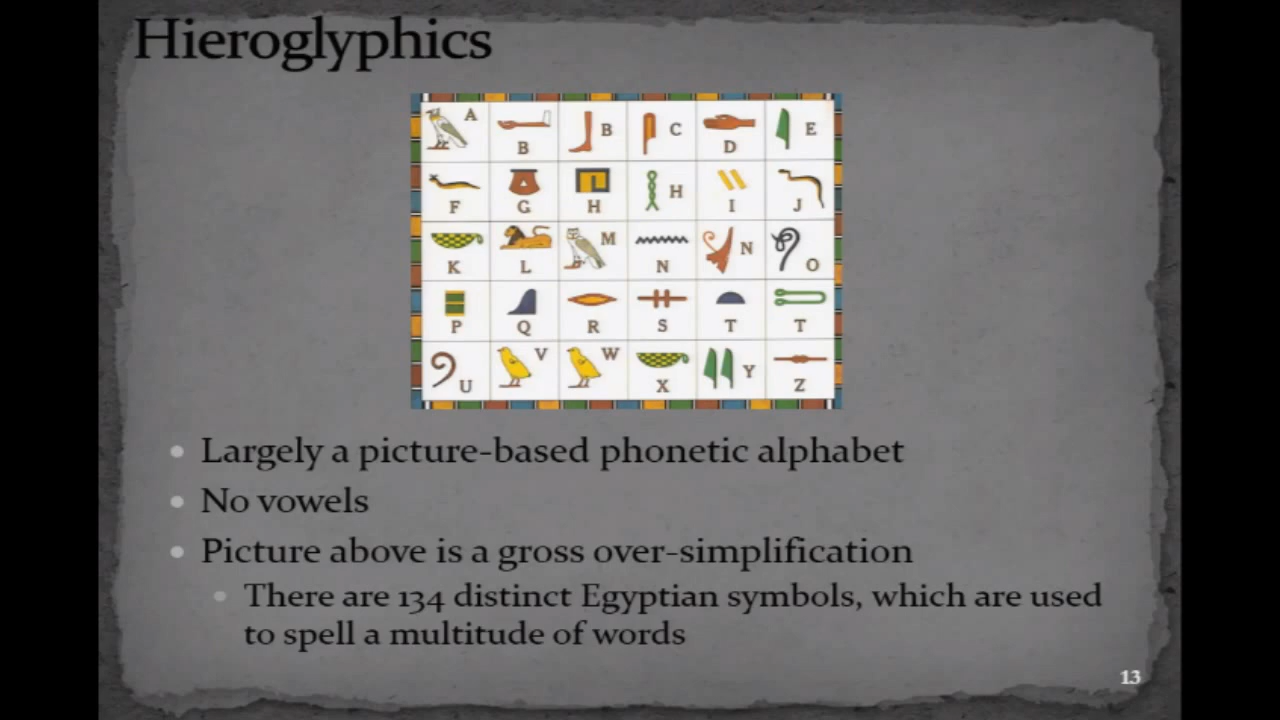 Hieroglyphics
A B B C D E
F G H H I J
K L M N N O
P Q R S T T
U V W X Y Z
Largely a picture-based phonetic alphabet
No vowels
Picture above is a gross over-simplification
There are 134 distinct Egyptian symbols, which are used
to spell a multitude of words
13